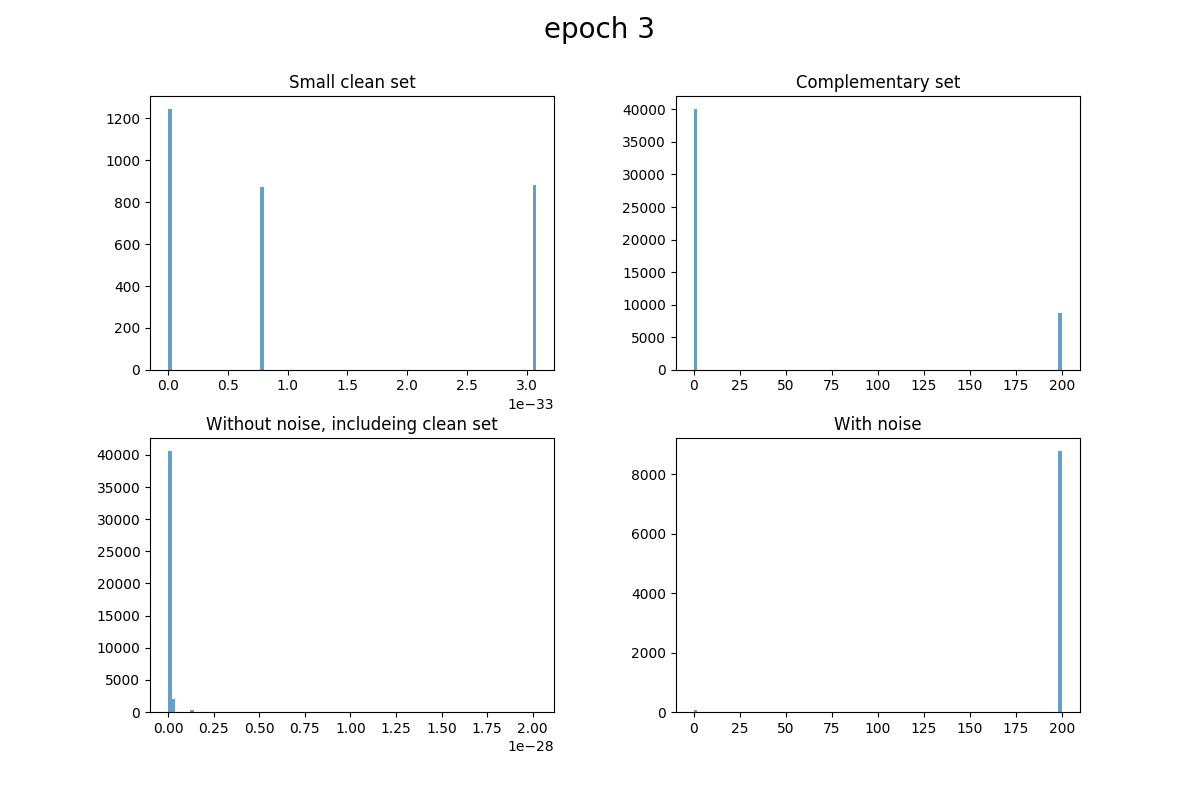 epoch 3
Small clean set
1200
1000
800
600
400
200
0
0.0 0.5 1.0 1.5 2.0 2.5 3.0
1e−33
Complementary set
40000
35000
30000
25000
20000
15000
10000
5000
0
0 25 50 75 100 125 150 175 200
Without noise, includeing clean set
40000
35000
30000
25000
20000
15000
10000
5000
0
0.00 0.25 0.50 0.75 1.00 1.25 1.50 1.75 2.00
1e−28
With noise
8000
6000
4000
2000
0
0 25 50 75 100 125 150 175 200